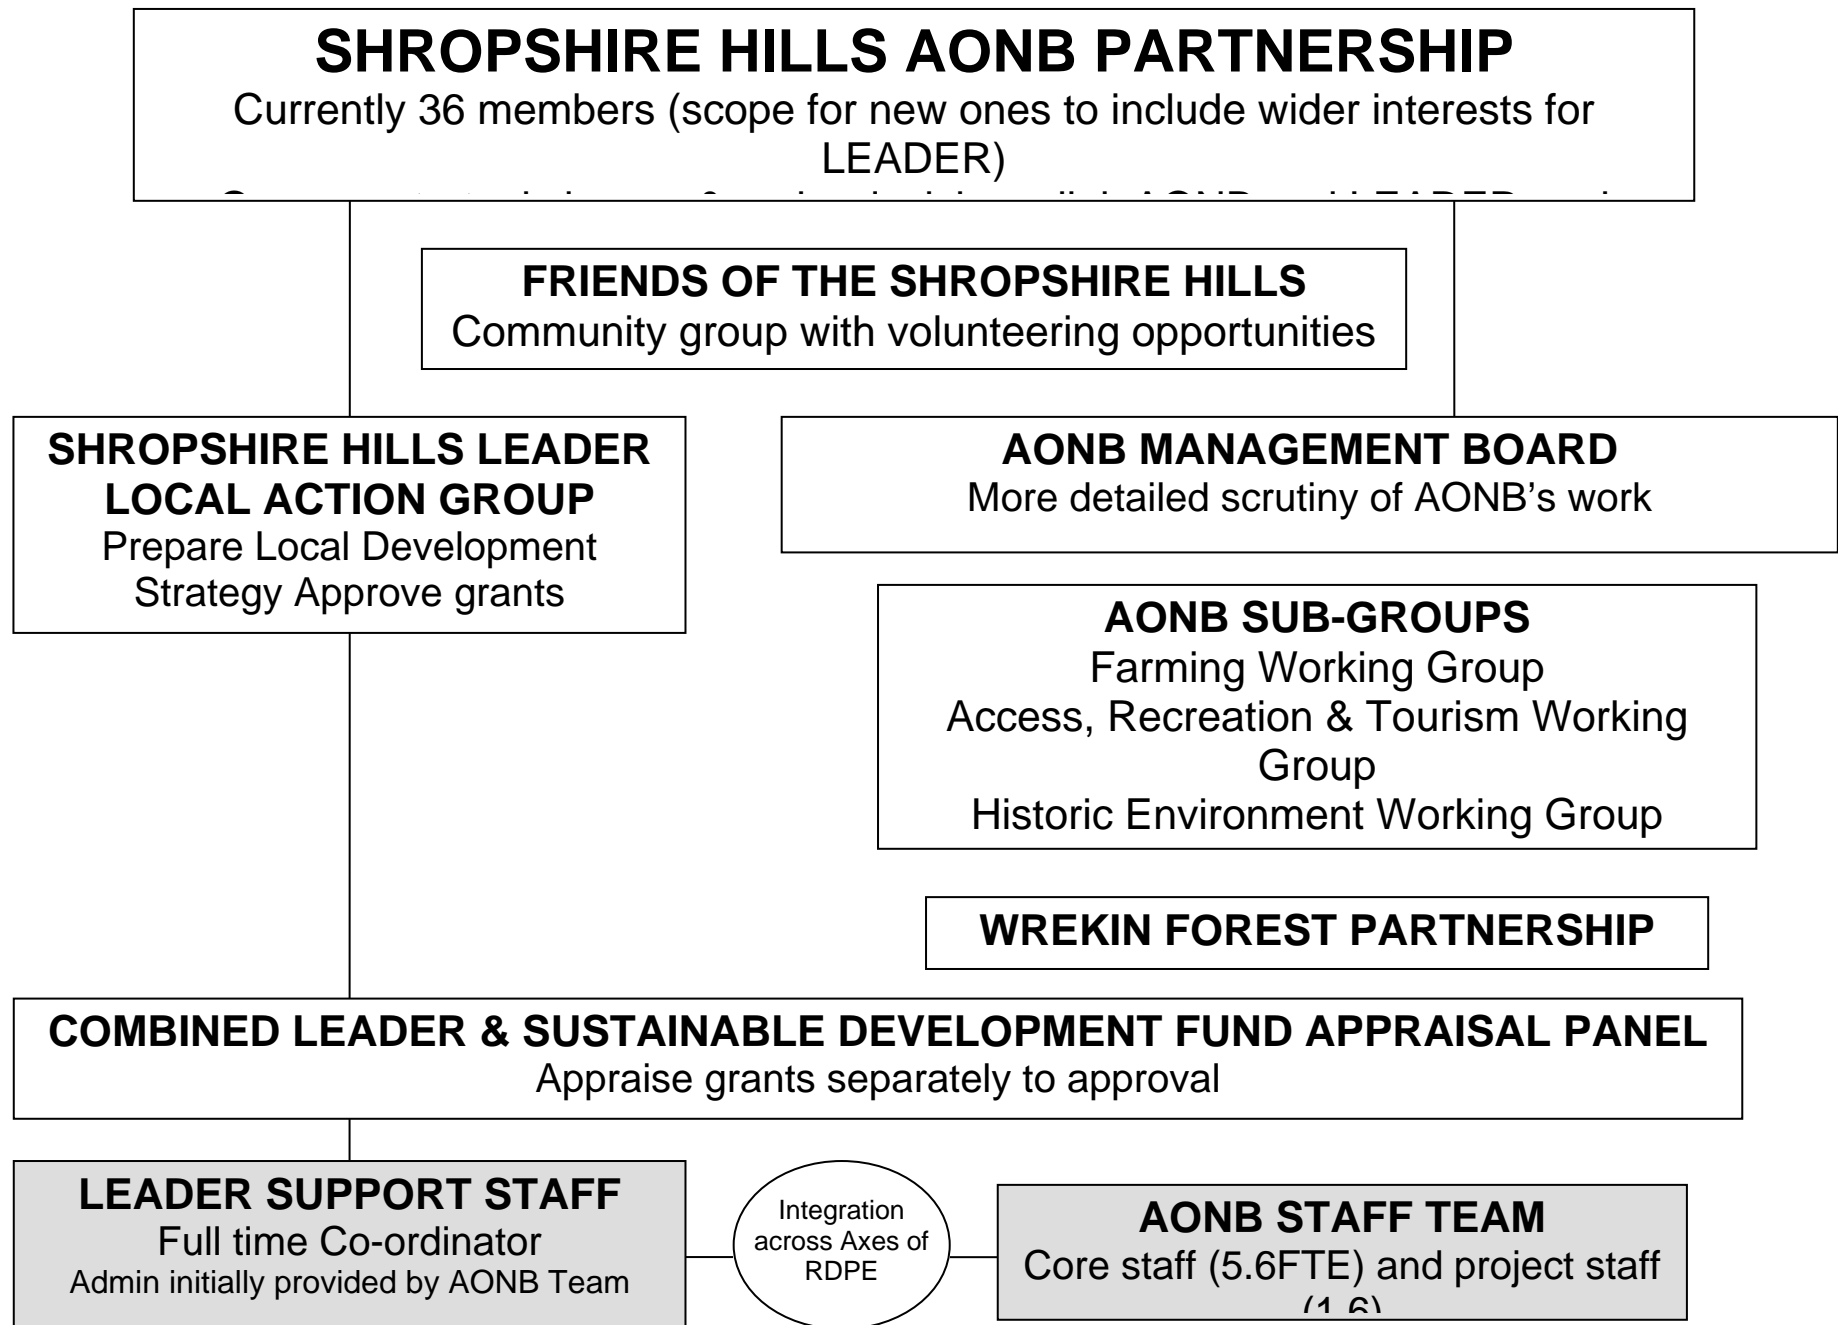 SHROPSHIRE HILLS AONB PARTNERSHIP
Currently 36 members (scope for new ones to include wider interests for
LEADER)
FRIENDS OF THE SHROPSHIRE HILLS
Community group with volunteering opportunities
SHROPSHIRE HILLS LEADER
LOCAL ACTION GROUP
Prepare Local Development
Strategy Approve grants
AONB MANAGEMENT BOARD
More detailed scrutiny of AONB's work
AONB SUB-GROUPS
Farming Working Group
Access, Recreation & Tourism Working
Group
Historic Environment Working Group
WREKIN FOREST PARTNERSHIP
COMBINED LEADER & SUSTAINABLE DEVELOPMENT FUND APPRAISAL PANEL
Appraise grants separately to approval
LEADER SUPPORT STAFF
Full time Co-ordinator
Admin initially provided by AONB Team
Integration
across Axes of
RDPE
AONB STAFF TEAM
Core staff (5.6FTE) and project staff
(1.6)